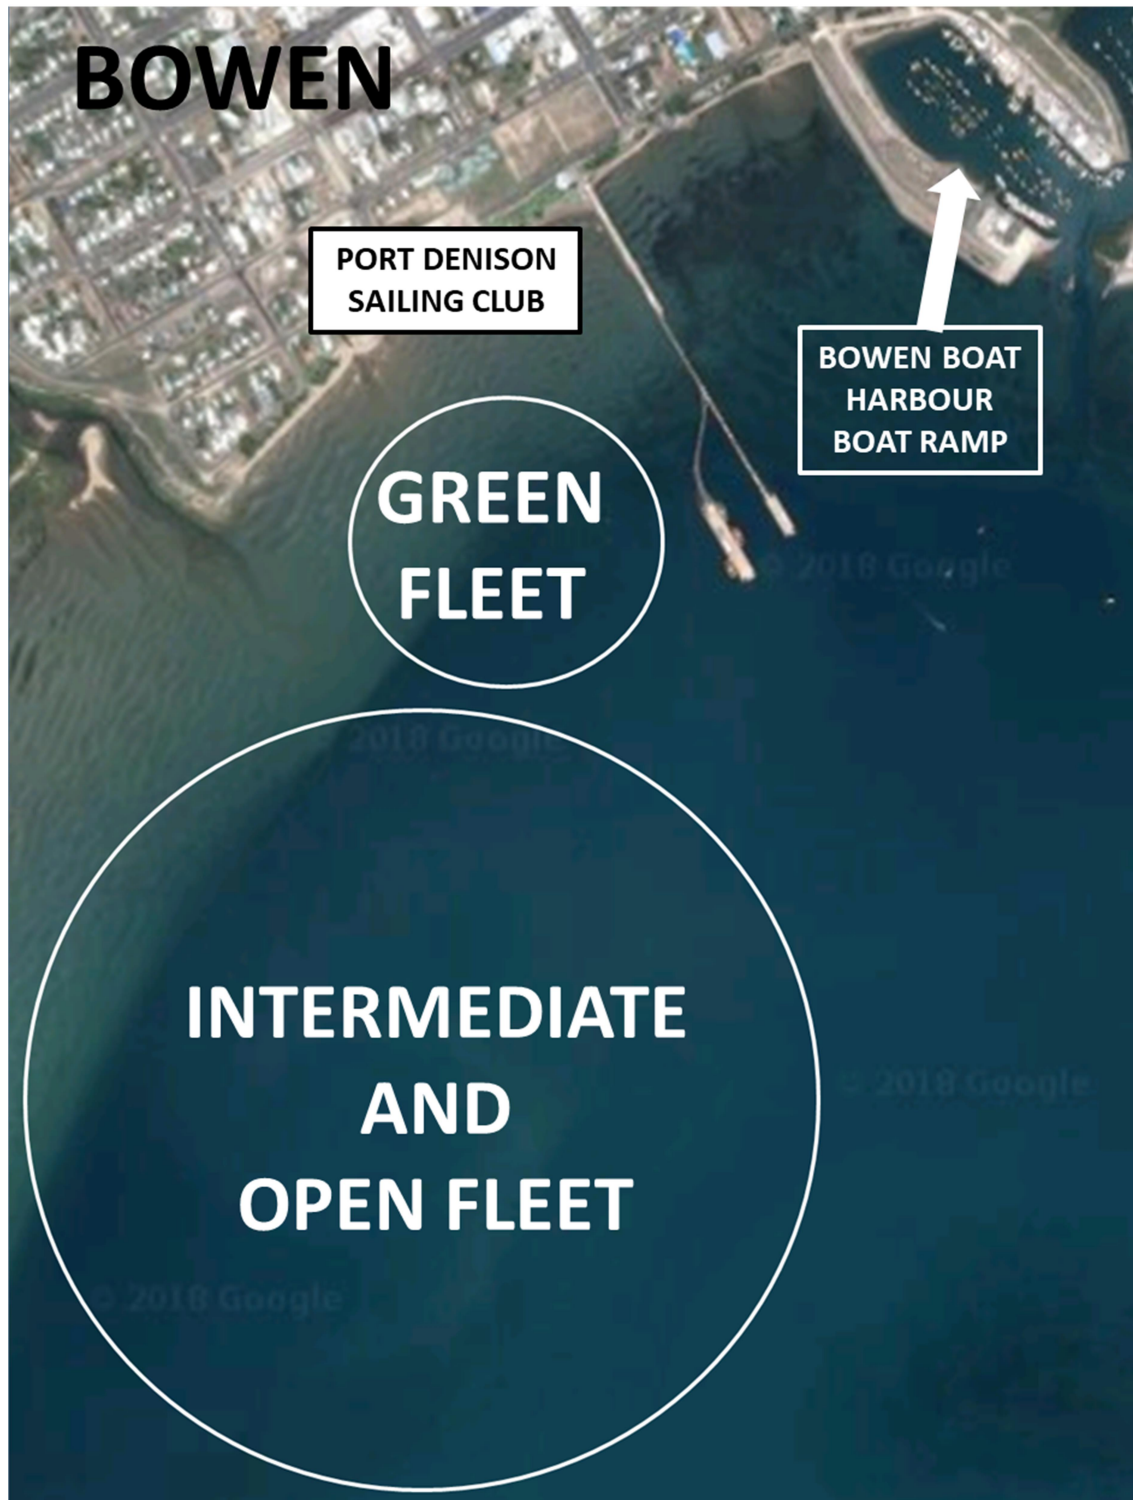 BOWEN
PORT DENISON
SAILING CLUB
BOWEN BOAT
HARBOUR
BOAT RAMP
GREEN
FLEET
© 2018 Google
© 2018 Google
INTERMEDIATE
AND
OPEN FLEET
© 2018 Google
© 2018 Google